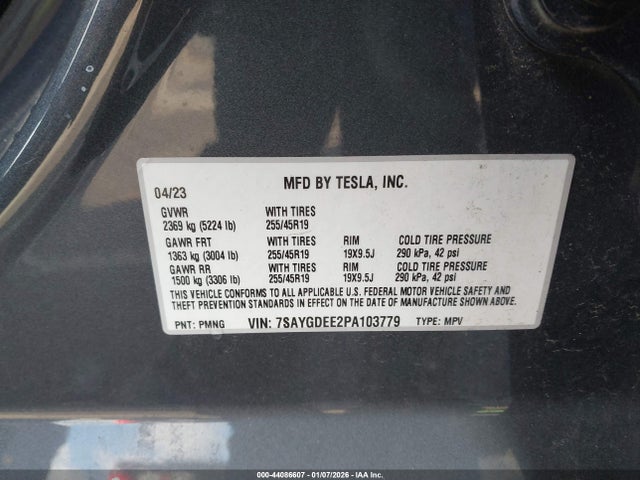 MFD BY TESLA, INC.
04/23
GVWR WITH TIRES
2369 kg (5224 lb) 255/45R19
GAWR FRT WITH TIRES RIM COLD TIRE PRESSURE
1363 kg (3004 lb) 255/45R19 19X9.5J 290 kPa, 42 psi
GAWR RR WITH TIRES RIM COLD TIRE PRESSURE
1500 kg (3306 lb) 255/45R19 19X9.5J 290 kPa, 42 psi
THIS VEHICLE CONFORMS TO ALL APPLICABLE U.S. FEDERAL MOTOR VEHICLE SAFETY AND
THEFT PREVENTION STANDARDS IN EFFECT ON THE DATE OF MANUFACTURE SHOWN ABOVE.
PNT: PMNG VIN: 7SAYGDEE2PA103779 TYPE: MPV
000-44086607 - 01/07/2026 - IAA Inc.